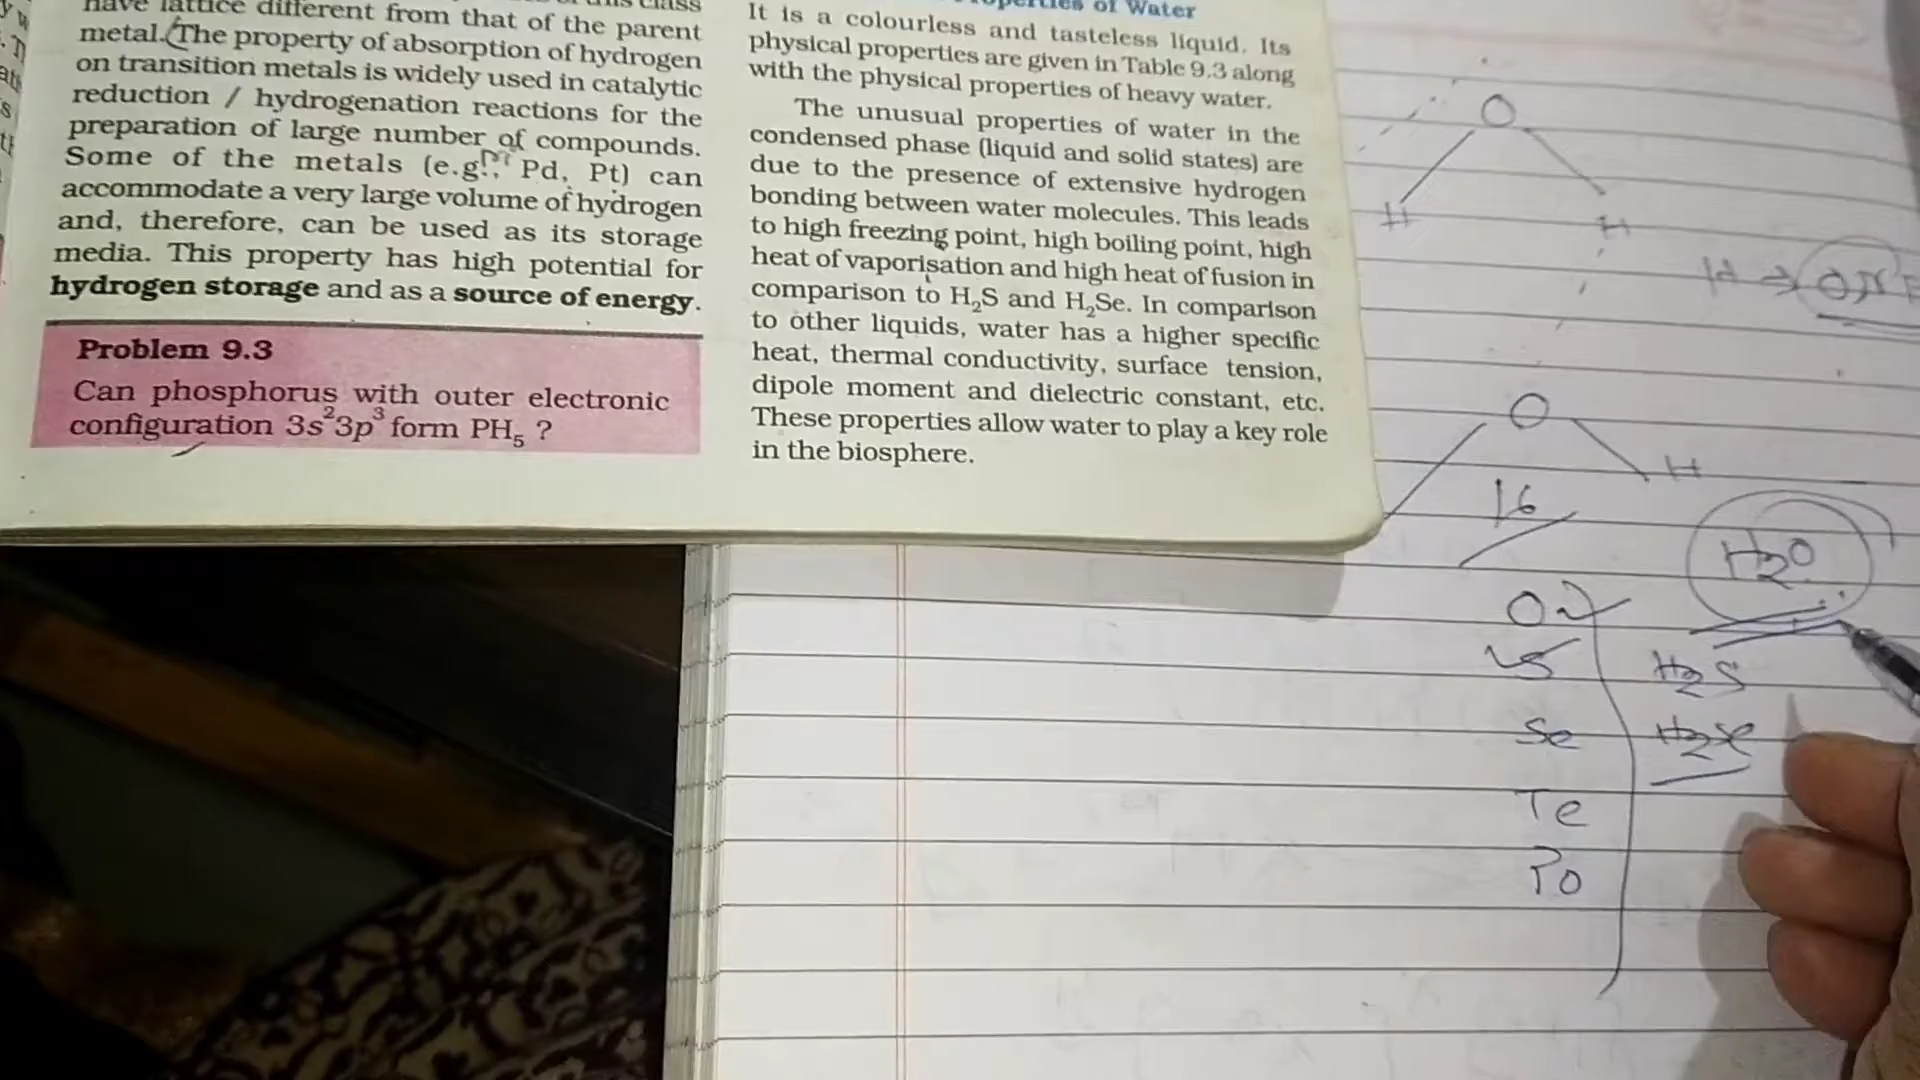 have lattice different from that of the parent
metal. (The property of absorption of hydrogen
on transition metals is widely used in catalytic
reduction / hydrogenation reactions for the
preparation of large number of compounds.
Some of the metals (e.g., Pd, Pt) can
accommodate a very large volume of hydrogen
and, therefore, can be used as its storage
media. This property has high potential for
hydrogen storage and as a source of energy.
Problem 9.3
Can phosphorus with outer electronic
configuration 3s²3p³ form PH₅ ?
of Water
It is a colourless and tasteless liquid. Its
physical properties are given in Table 9.3 along
with the physical properties of heavy water.
The unusual properties of water in the
condensed phase (liquid and solid states) are
due to the presence of extensive hydrogen
bonding between water molecules. This leads
to high freezing point, high boiling point, high
heat of vaporisation and high heat of fusion in
comparison to H₂S and H₂Se. In comparison
to other liquids, water has a higher specific
heat, thermal conductivity, surface tension,
dipole moment and dielectric constant, etc.
These properties allow water to play a key role
in the biosphere.
O
H H
H →
O
H
16
H₂O
O
S H₂S
Se H₂Se
Te
Po